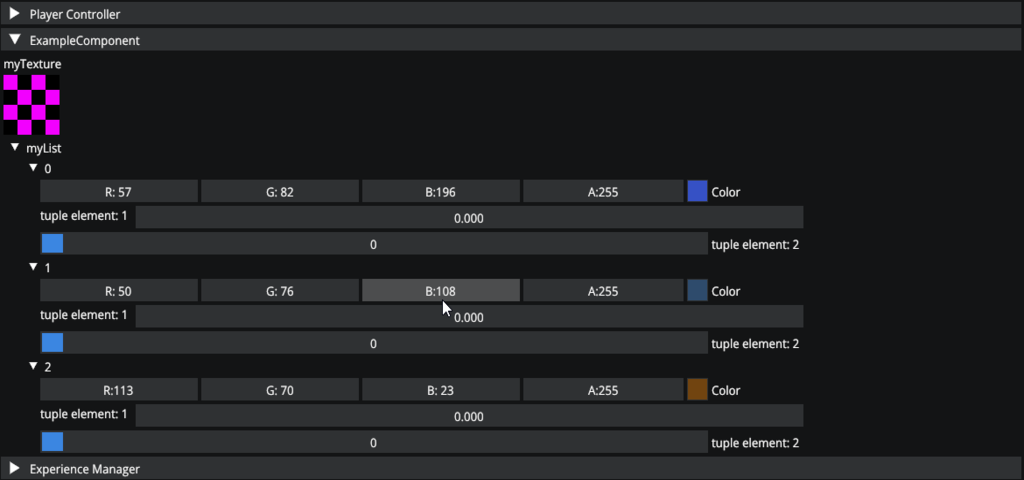 Player Controller
ExampleComponent
myTexture
myList
0
R: 57 G: 82 B:196 A:255 Color
tuple element: 1 0.000
0 tuple element: 2
1
R: 50 G: 76 B:108 A:255 Color
tuple element: 1 0.000
0 tuple element: 2
2
R:113 G: 70 B: 23 A:255 Color
tuple element: 1 0.000
0 tuple element: 2
Experience Manager